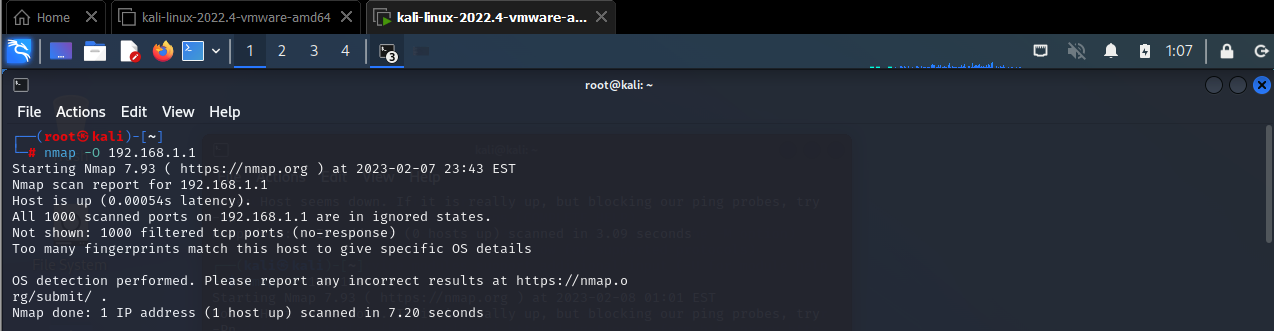 Home kali-linux-2022.4-vmware-amd64 kali-linux-2022.4-vmware-a...
1 2 3 4 3 1:07
root@kali: ~
File Actions Edit View Help
┌──(root㉿kali)-[~]
└─# nmap -O 192.168.1.1
Starting Nmap 7.93 ( https://nmap.org ) at 2023-02-07 23:43 EST
Nmap scan report for 192.168.1.1
Host is up (0.00054s latency).
All 1000 scanned ports on 192.168.1.1 are in ignored states.
Not shown: 1000 filtered tcp ports (no-response)
Too many fingerprints match this host to give specific OS details
File System
OS detection performed. Please report any incorrect results at https://nmap.o
rg/submit/ .
Nmap done: 1 IP address (1 host up) scanned in 7.20 seconds